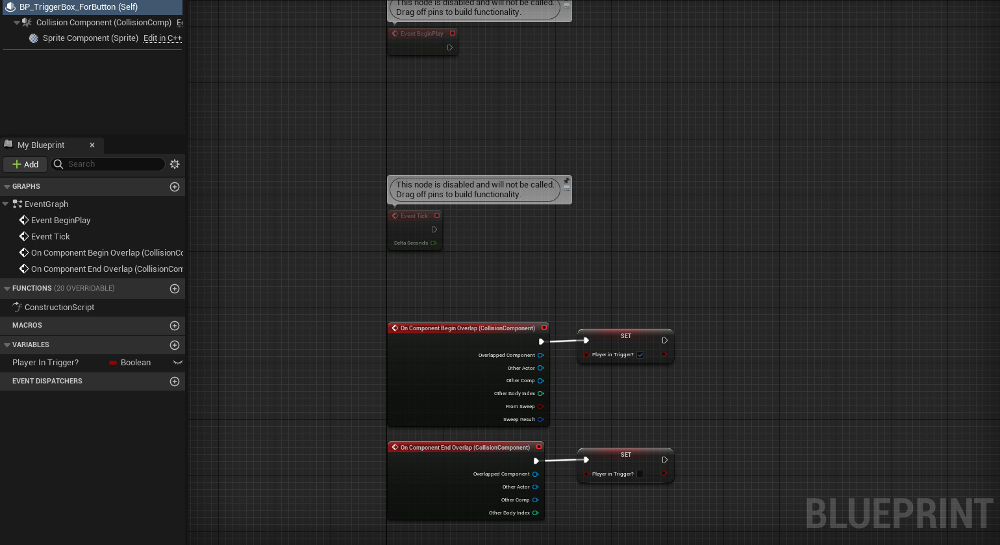 BP_TriggerBox_ForButton (Self)
Collision Component (CollisionComp)
Sprite Component (Sprite) Edit in C++
My Blueprint
Add
Search
GRAPHS
EventGraph
Event BeginPlay
Event Tick
On Component Begin Overlap (CollisionCo
On Component End Overlap (CollisionCom
FUNCTIONS (20 OVERRIDABLE)
ConstructionScript
MACROS
VARIABLES
Player In Trigger? Boolean
EVENT DISPATCHERS
This node is disabled and will not be called.
Drag off pins to build functionality.
Event BeginPlay
This node is disabled and will not be called.
Drag off pins to build functionality.
Event Tick
Delta Seconds
On Component Begin Overlap (CollisionComponent)
Overlapped Component
Other Actor
Other Comp
Other Body Index
From Sweep
Sweep Result
SET
Player in Trigger?
On Component End Overlap (CollisionComponent)
Overlapped Component
Other Actor
Other Comp
Other Body Index
SET
Player in Trigger?
BLUEPRINT